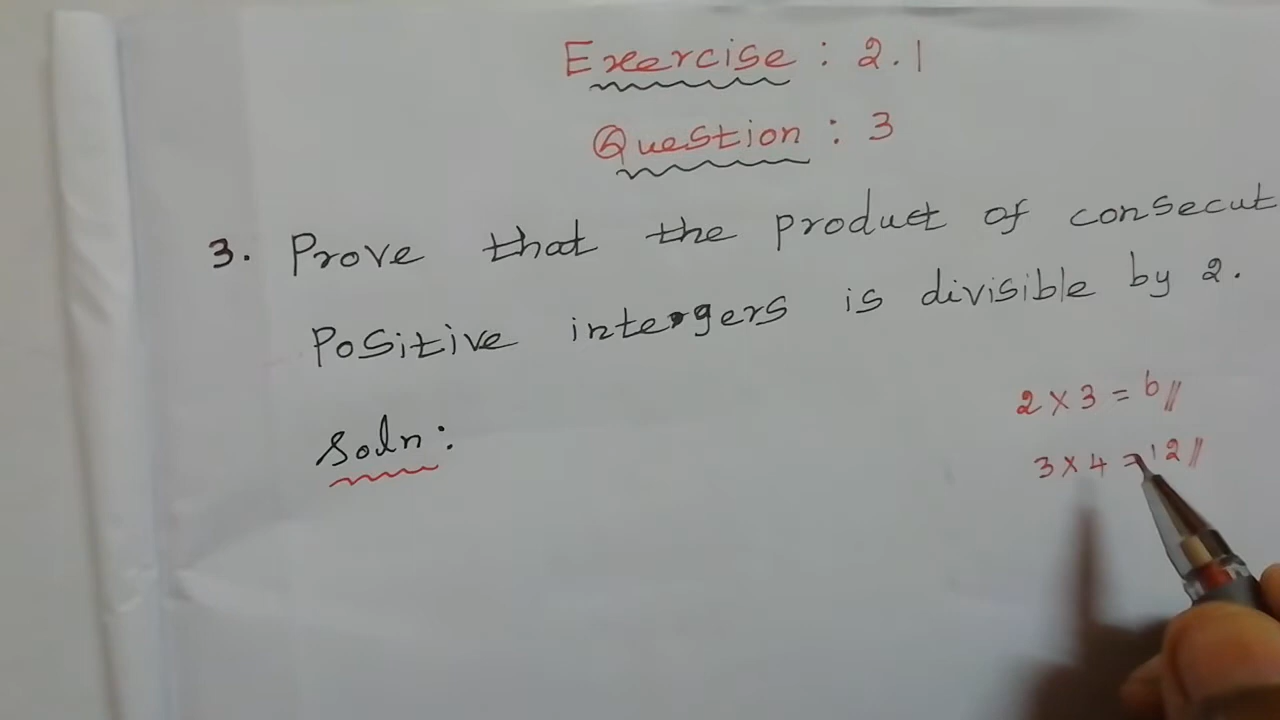 Exercise : 2.1
Question : 3
3. Prove that the product of consecut
Positive intergers is divisible by 2.
Soln:
2 × 3 = 6//
3 × 4 = 12//